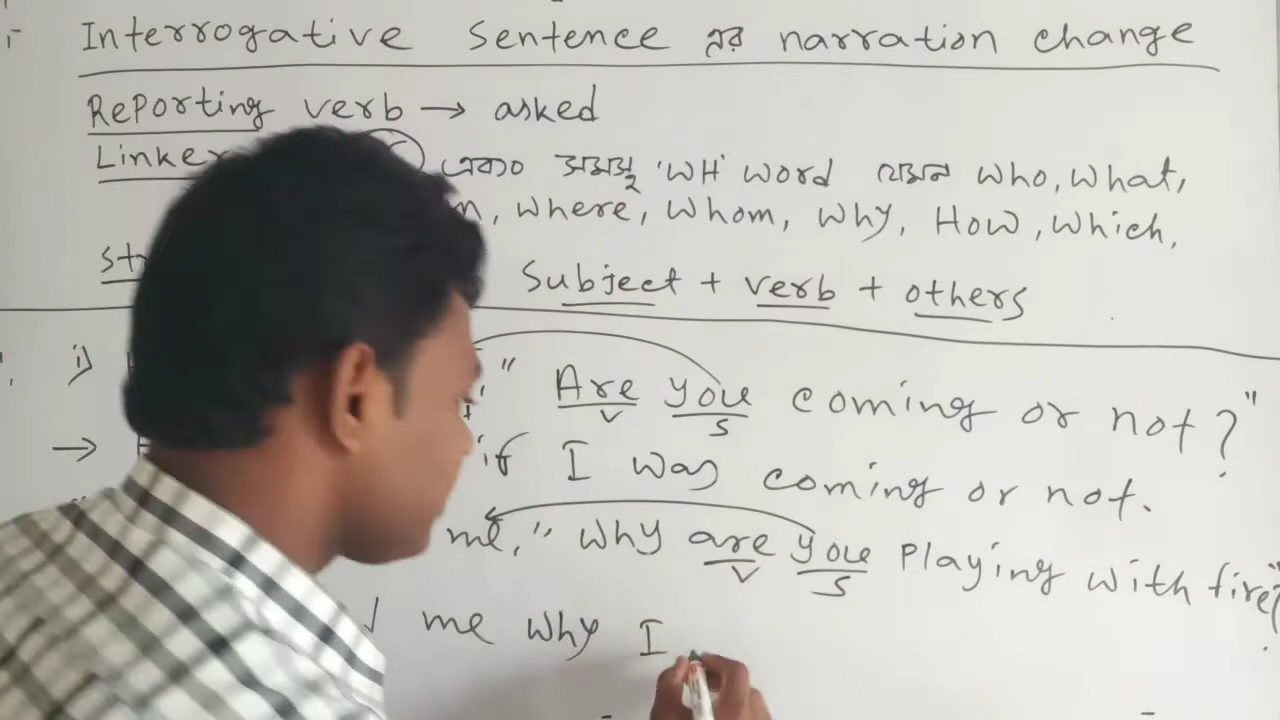 Interrogative Sentence এর narration change
Reporting verb → asked
Linker এবং সমস্ত 'WH' word যেমন Who, What,
Where, Whom, Why, How, Which,
Subject + verb + others
i) " Are you coming or not?"
V S
→ if I was coming or not.
me," Why are you Playing with fire?"
V S
me why I